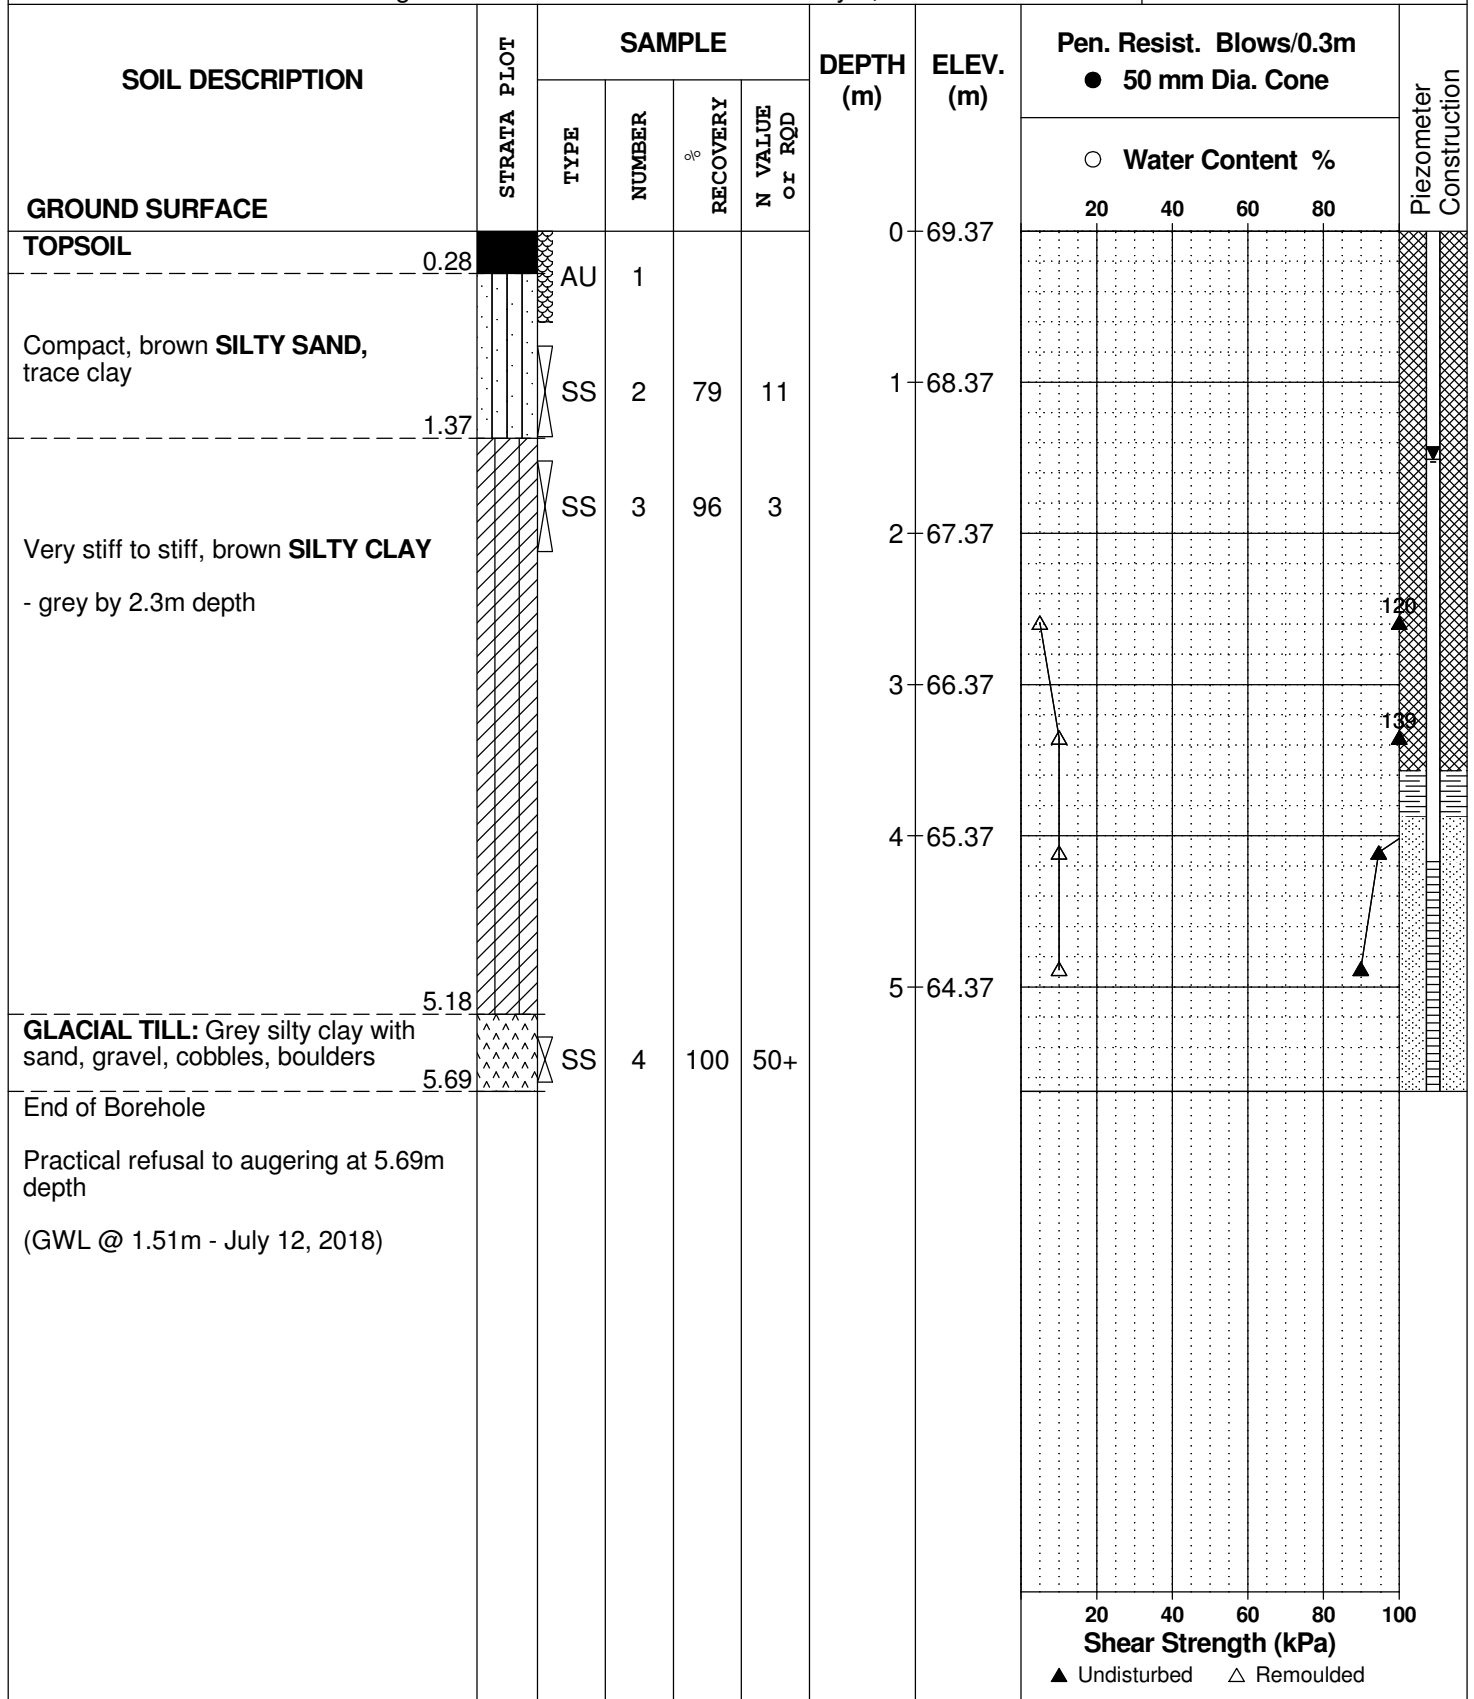 SOIL DESCRIPTION
GROUND SURFACE
STRATA PLOT
SAMPLE
TYPE
NUMBER
%
RECOVERY
N VALUE
or RQD
DEPTH
(m)
ELEV.
(m)
Pen. Resist. Blows/0.3m
● 50 mm Dia. Cone
○ Water Content %
20 40 60 80
Piezometer
Construction
TOPSOIL
0.28
AU 1
0 69.37
Compact, brown SILTY SAND,
trace clay
1.37
SS 2 79 11
1 68.37
SS 3 96 3
Very stiff to stiff, brown SILTY CLAY
2 67.37
- grey by 2.3m depth
120
3 66.37
139
4 65.37
5 64.37
5.18
GLACIAL TILL: Grey silty clay with
sand, gravel, cobbles, boulders
5.69
SS 4 100 50+
End of Borehole
Practical refusal to augering at 5.69m
depth
(GWL @ 1.51m - July 12, 2018)
20 40 60 80 100
Shear Strength (kPa)
▲ Undisturbed △ Remoulded